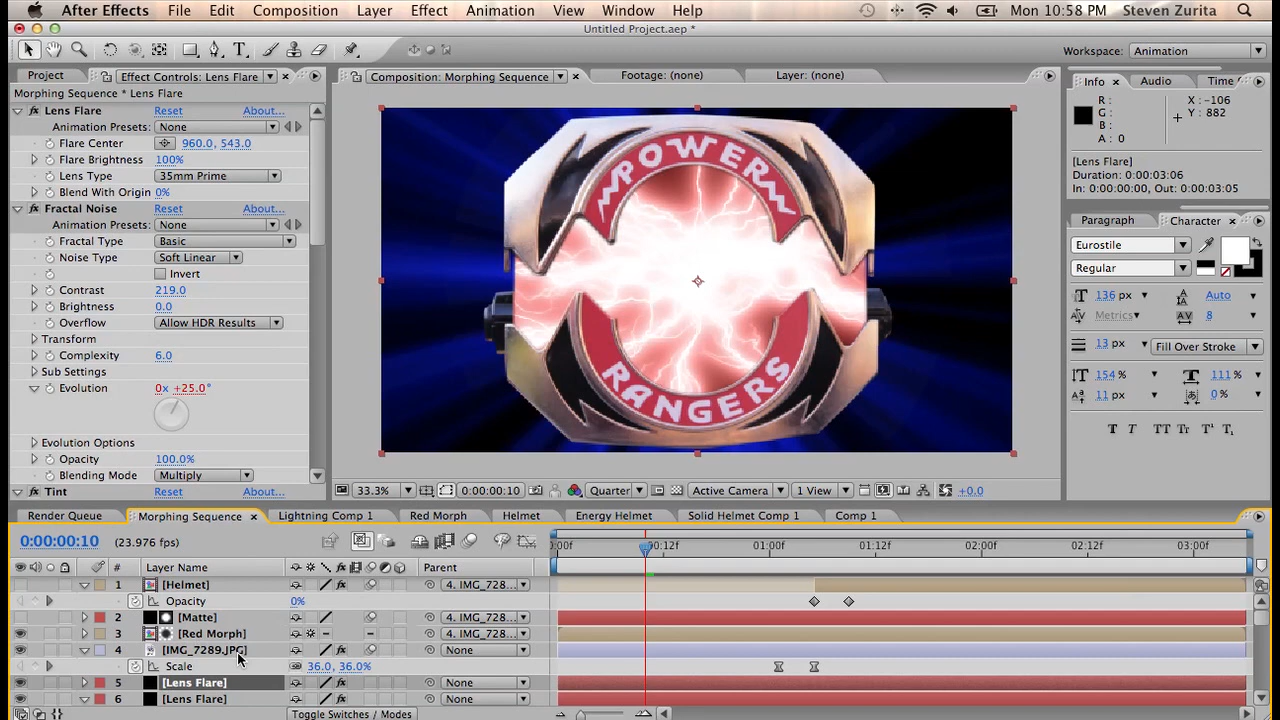 After Effects File Edit Composition Layer Effect Animation View Window Help Mon 10:58 PM Steven Zurita
Untitled Project.aep *
Workspace: Animation
Project Effect Controls: Lens Flare
Composition: Morphing Sequence Footage: (none) Layer: (none)
Info Audio Time
Morphing Sequence * Lens Flare
Lens Flare Reset About...
Animation Presets: None
Flare Center 960.0, 543.0
Flare Brightness 100%
Lens Type 35mm Prime
Blend With Origin 0%
Fractal Noise Reset About...
Animation Presets: None
Fractal Type Basic
Noise Type Soft Linear
Invert
Contrast 219.0
Brightness 0.0
Overflow Allow HDR Results
Transform
Complexity 6.0
Sub Settings
Evolution 0x +25.0°
Evolution Options
Opacity 100.0%
Blending Mode Multiply
Tint Reset About...
POWER
RANGERS
33.3% 0:00:00:10 Quarter Active Camera 1 View +0.0
R:
G:
B:
A: 0
X: -106
Y: 882
[Lens Flare]
Duration: 0:00:03:06
In: 0:00:00:00, Out: 0:00:03:05
Paragraph Character
Eurostile
Regular
136 px Auto
Metrics 8
13 px Fill Over Stroke
154 % 111 %
11 px 0 %
T T TT Tr T¹ T₁
Render Queue Morphing Sequence Lightning Comp 1 Red Morph Helmet Energy Helmet Solid Helmet Comp 1 Comp 1
0:00:00:10 (23.976 fps)
:00f 00:12f 01:00f 01:12f 02:00f 02:12f 03:00f
# Layer Name Parent
1 [Helmet] 4. IMG_728...
Opacity 0%
2 [Matte] 4. IMG_728...
3 [Red Morph] 4. IMG_728...
4 [IMG_7289.JPG] None
Scale 36.0, 36.0%
5 [Lens Flare] None
6 [Lens Flare] None
Toggle Switches / Modes